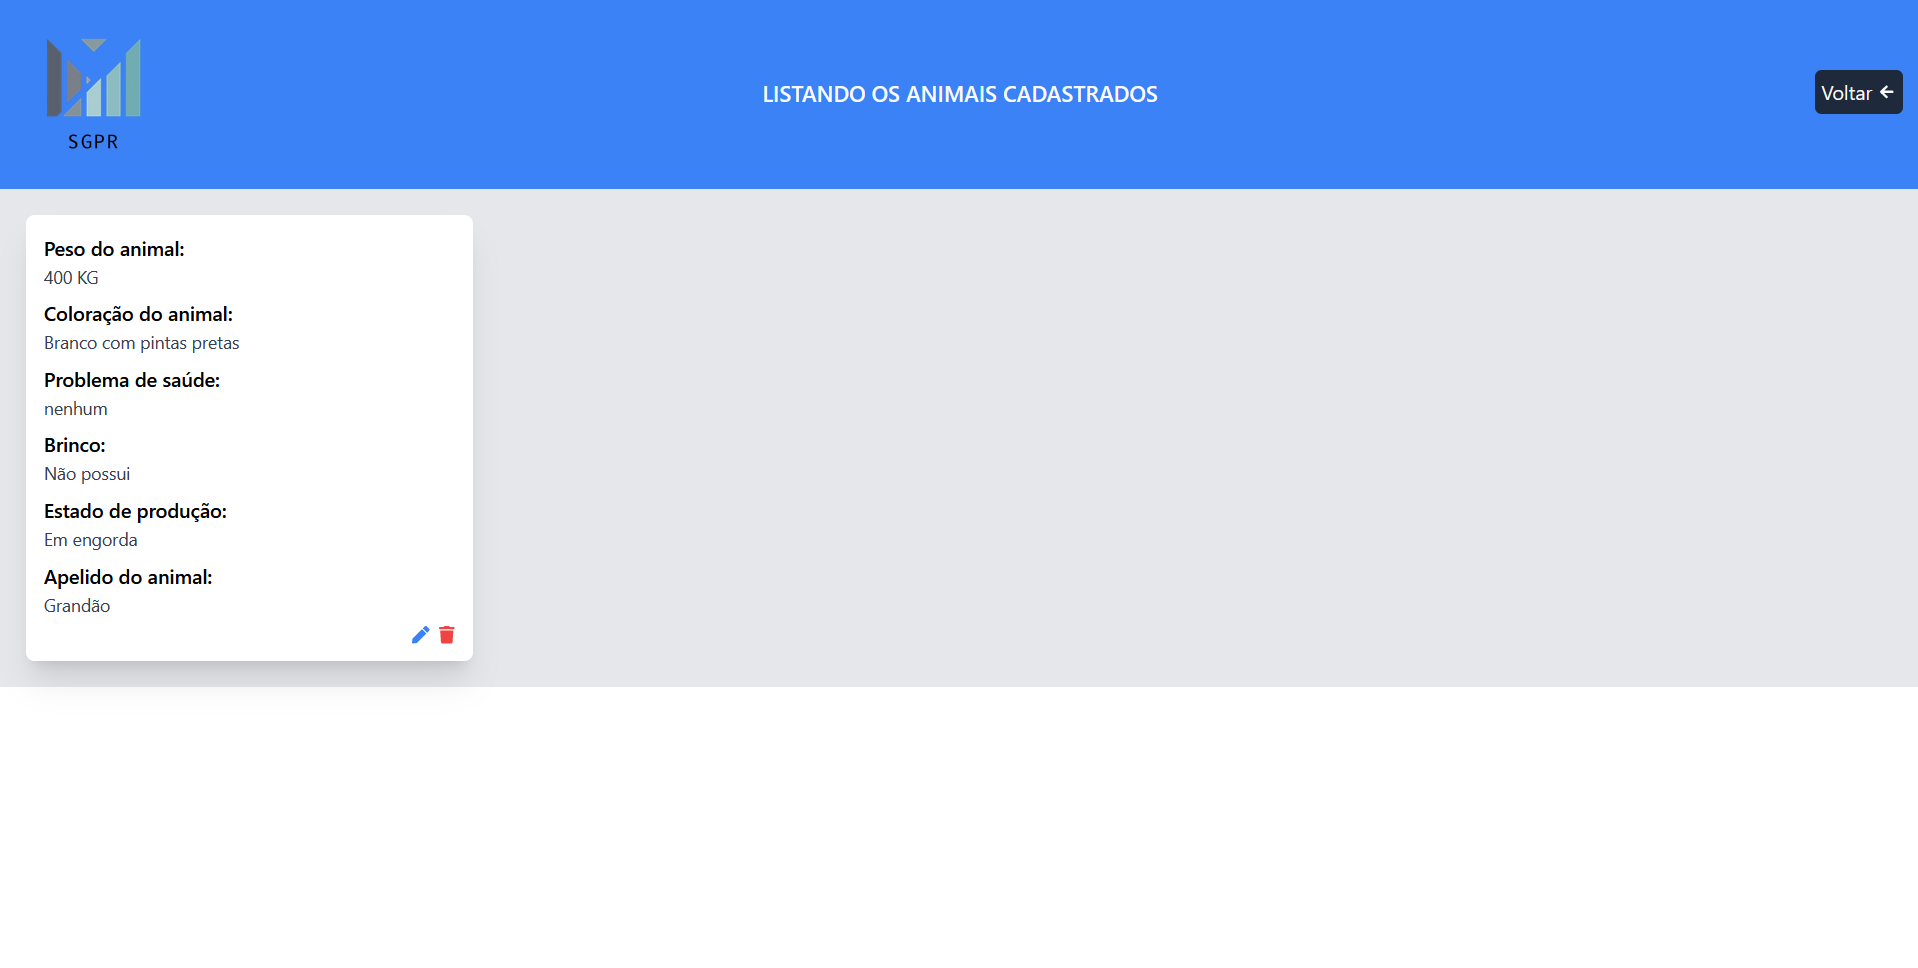 SGPR
LISTANDO OS ANIMAIS CADASTRADOS
Voltar
Peso do animal:
400 KG
Coloração do animal:
Branco com pintas pretas
Problema de saúde:
nenhum
Brinco:
Não possui
Estado de produção:
Em engorda
Apelido do animal:
Grandão